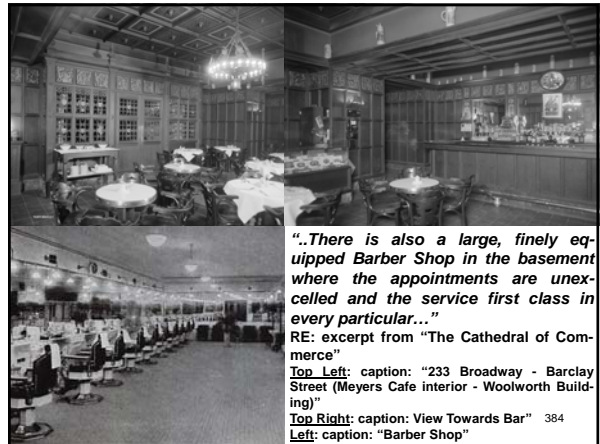 “..There is also a large, finely eq-
uipped Barber Shop in the basement
where the appointments are unex-
celled and the service first class in
every particular…”
RE: excerpt from “The Cathedral of Com-
merce”
Top Left: caption: “233 Broadway - Barclay
Street (Meyers Cafe interior - Woolworth Build-
ing)”
Top Right: caption: View Towards Bar”
384
Left: caption: “Barber Shop”